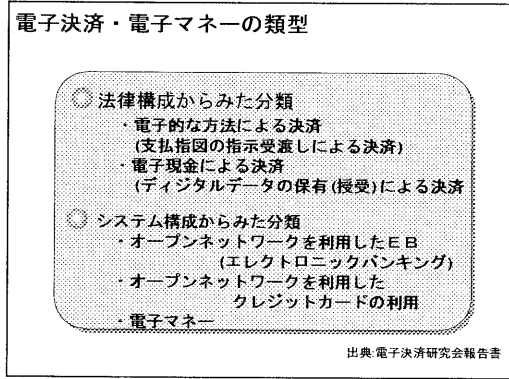 電子決済・電子マネーの類型
法律構成からみた分類
・電子的な方法による決済
(支払指図の指示受渡しによる決済)
・電子現金による決済
(ディジタルデータの保有(授受)による決済
システム構成からみた分類
・オープンネットワークを利用したEB
(エレクトロニックバンキング)
・オープンネットワークを利用した
クレジットカードの利用
・電子マネー
出典:電子決済研究会報告書